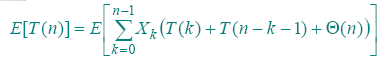 E[T(n)] = E[ ∑_{k=0}^{n−1} X_k (T(k) + T(n − k − 1) + Θ(n)) ]